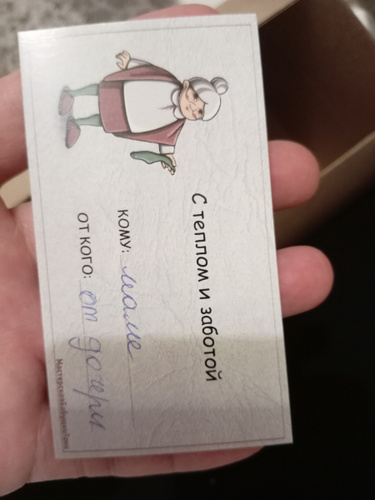 С теплом и заботой
КОМУ: маме
ОТ КОГО: от дочери